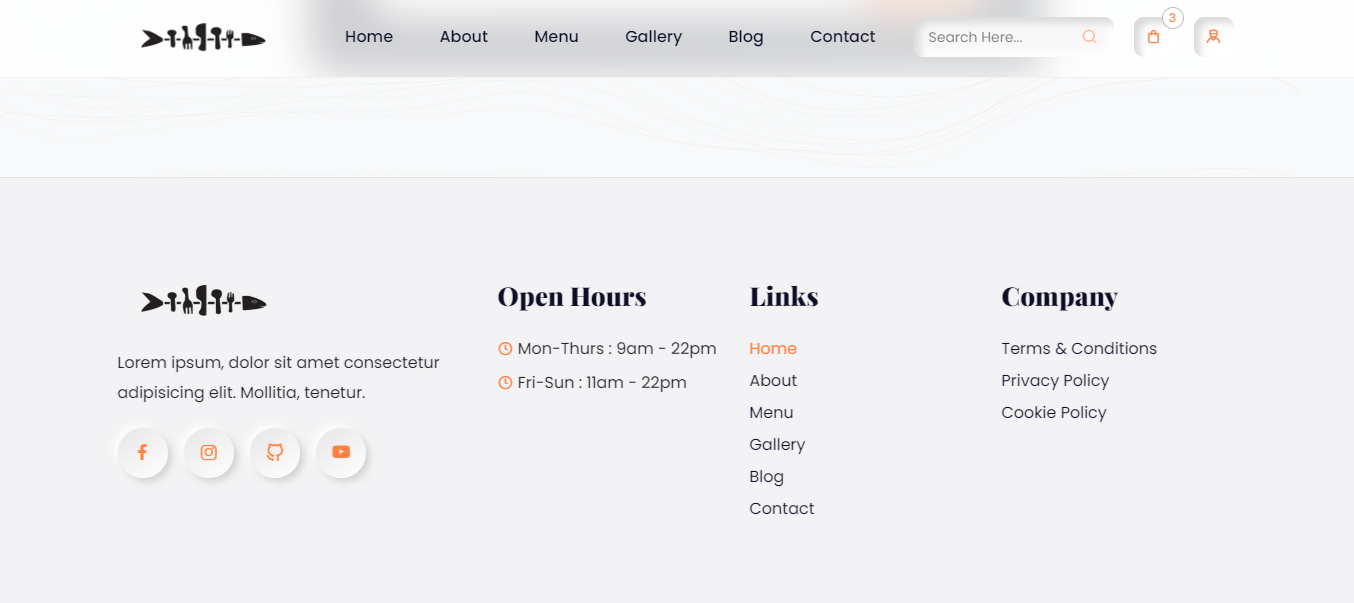 Home About Menu Gallery Blog Contact Search Here... 3
Lorem ipsum, dolor sit amet consectetur
adipisicing elit. Mollitia, tenetur.
Open Hours
Mon-Thurs : 9am - 22pm
Fri-Sun : 11am - 22pm
Links
Home
About
Menu
Gallery
Blog
Contact
Company
Terms & Conditions
Privacy Policy
Cookie Policy